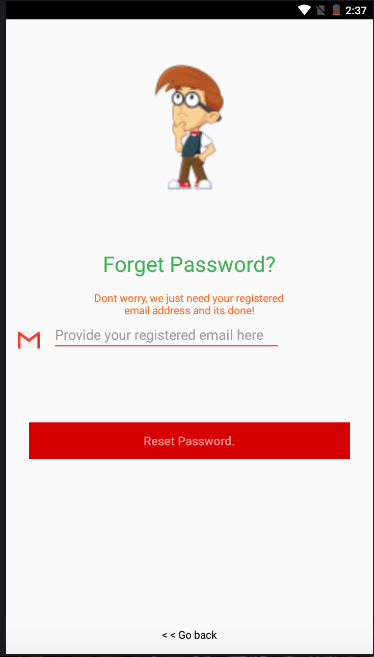 2:37
Forget Password?
Dont worry, we just need your registered
email address and its done!
Provide your registered email here
Reset Password.
< < Go back